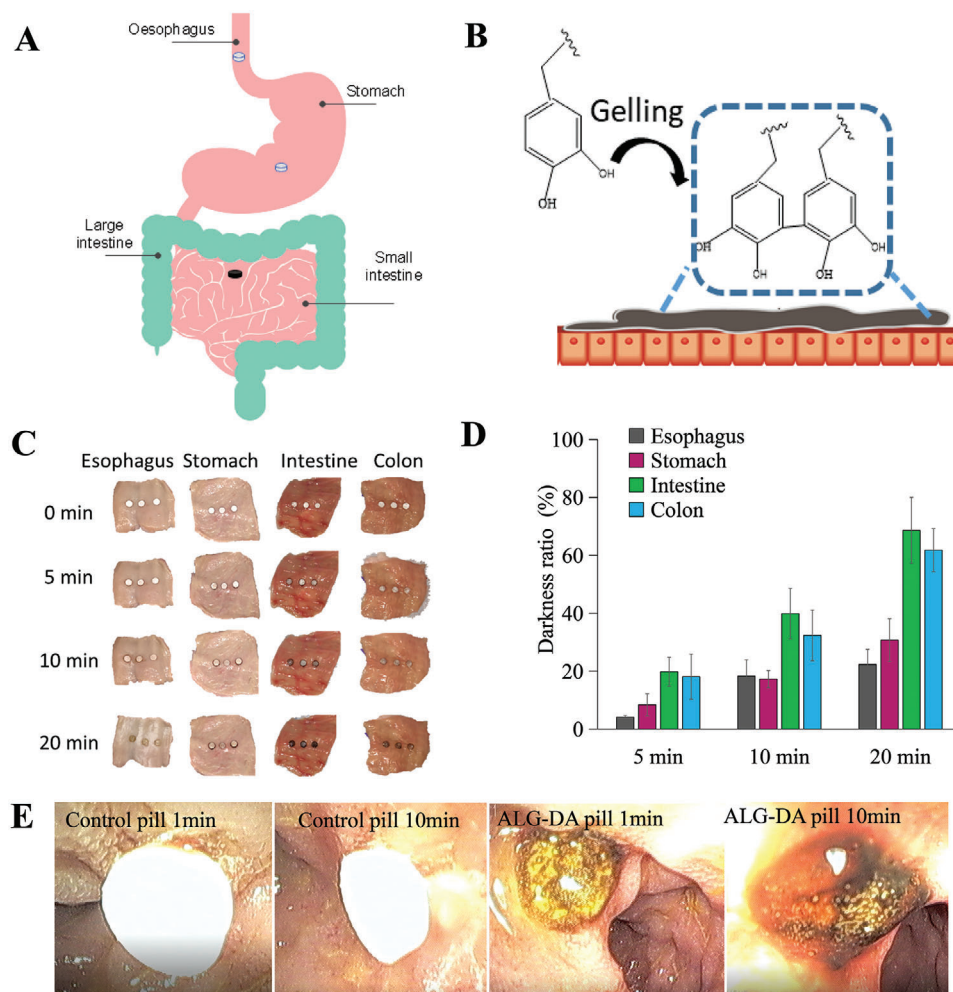 A
Oesophagus
Stomach
Large
intestine
Small
intestine
B
Gelling
OH
OH
OH
OH
OH
OH
C
Esophagus Stomach Intestine Colon
0 min
5 min
10 min
20 min
D
Darkness ratio (%)
100
80
60
40
20
0
Esophagus
Stomach
Intestine
Colon
5 min
10 min
20 min
E
Control pill 1min
Control pill 10min
ALG-DA pill 1min
ALG-DA pill 10min